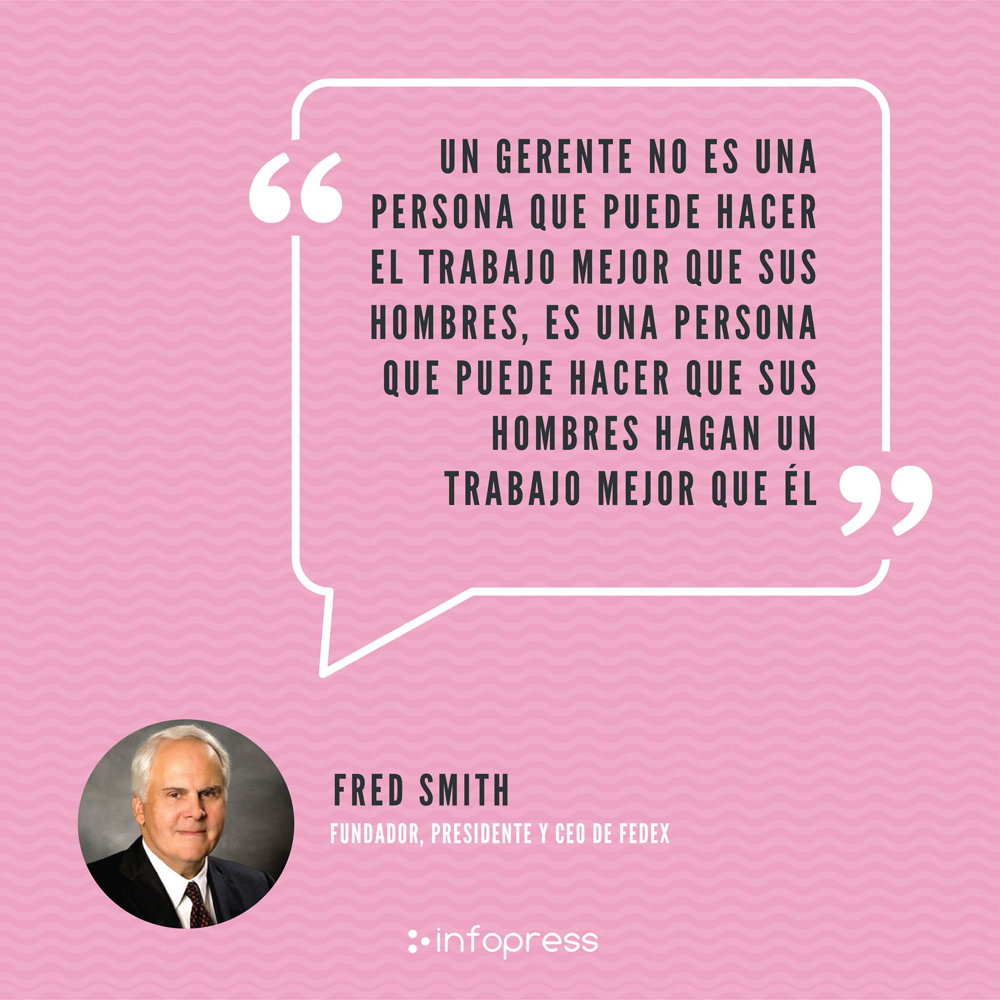 “
UN GERENTE NO ES UNA
PERSONA QUE PUEDE HACER
EL TRABAJO MEJOR QUE SUS
HOMBRES, ES UNA PERSONA
QUE PUEDE HACER QUE SUS
HOMBRES HAGAN UN
TRABAJO MEJOR QUE ÉL
”
FRED SMITH
FUNDADOR, PRESIDENTE Y CEO DE FEDEX
infopress